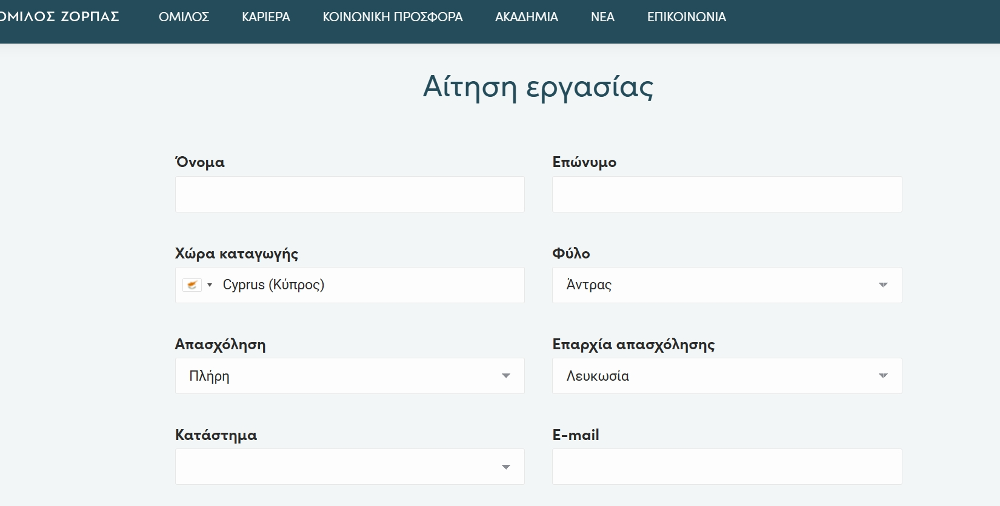 ΟΜΙΛΟΣ ΖΟΡΠΑΣ ΟΜΙΛΟΣ ΚΑΡΙΕΡΑ ΚΟΙΝΩΝΙΚΗ ΠΡΟΣΦΟΡΑ ΑΚΑΔΗΜΙΑ ΝΕΑ ΕΠΙΚΟΙΝΩΝΙΑ
Αίτηση εργασίας
Όνομα Επώνυμο
Χώρα καταγωγής Φύλο
Cyprus (Κύπρος) Άντρας
Απασχόληση Επαρχία απασχόλησης
Πλήρη Λευκωσία
Κατάστημα E-mail